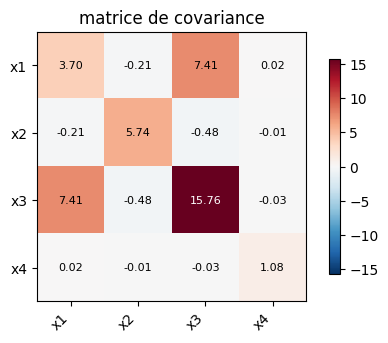 matrice de covariance
x1 3.70 -0.21 7.41 0.02
x2 -0.21 5.74 -0.48 -0.01
x3 7.41 -0.48 15.76 -0.03
x4 0.02 -0.01 -0.03 1.08
x1 x2 x3 x4
15
10
5
0
−5
−10
−15